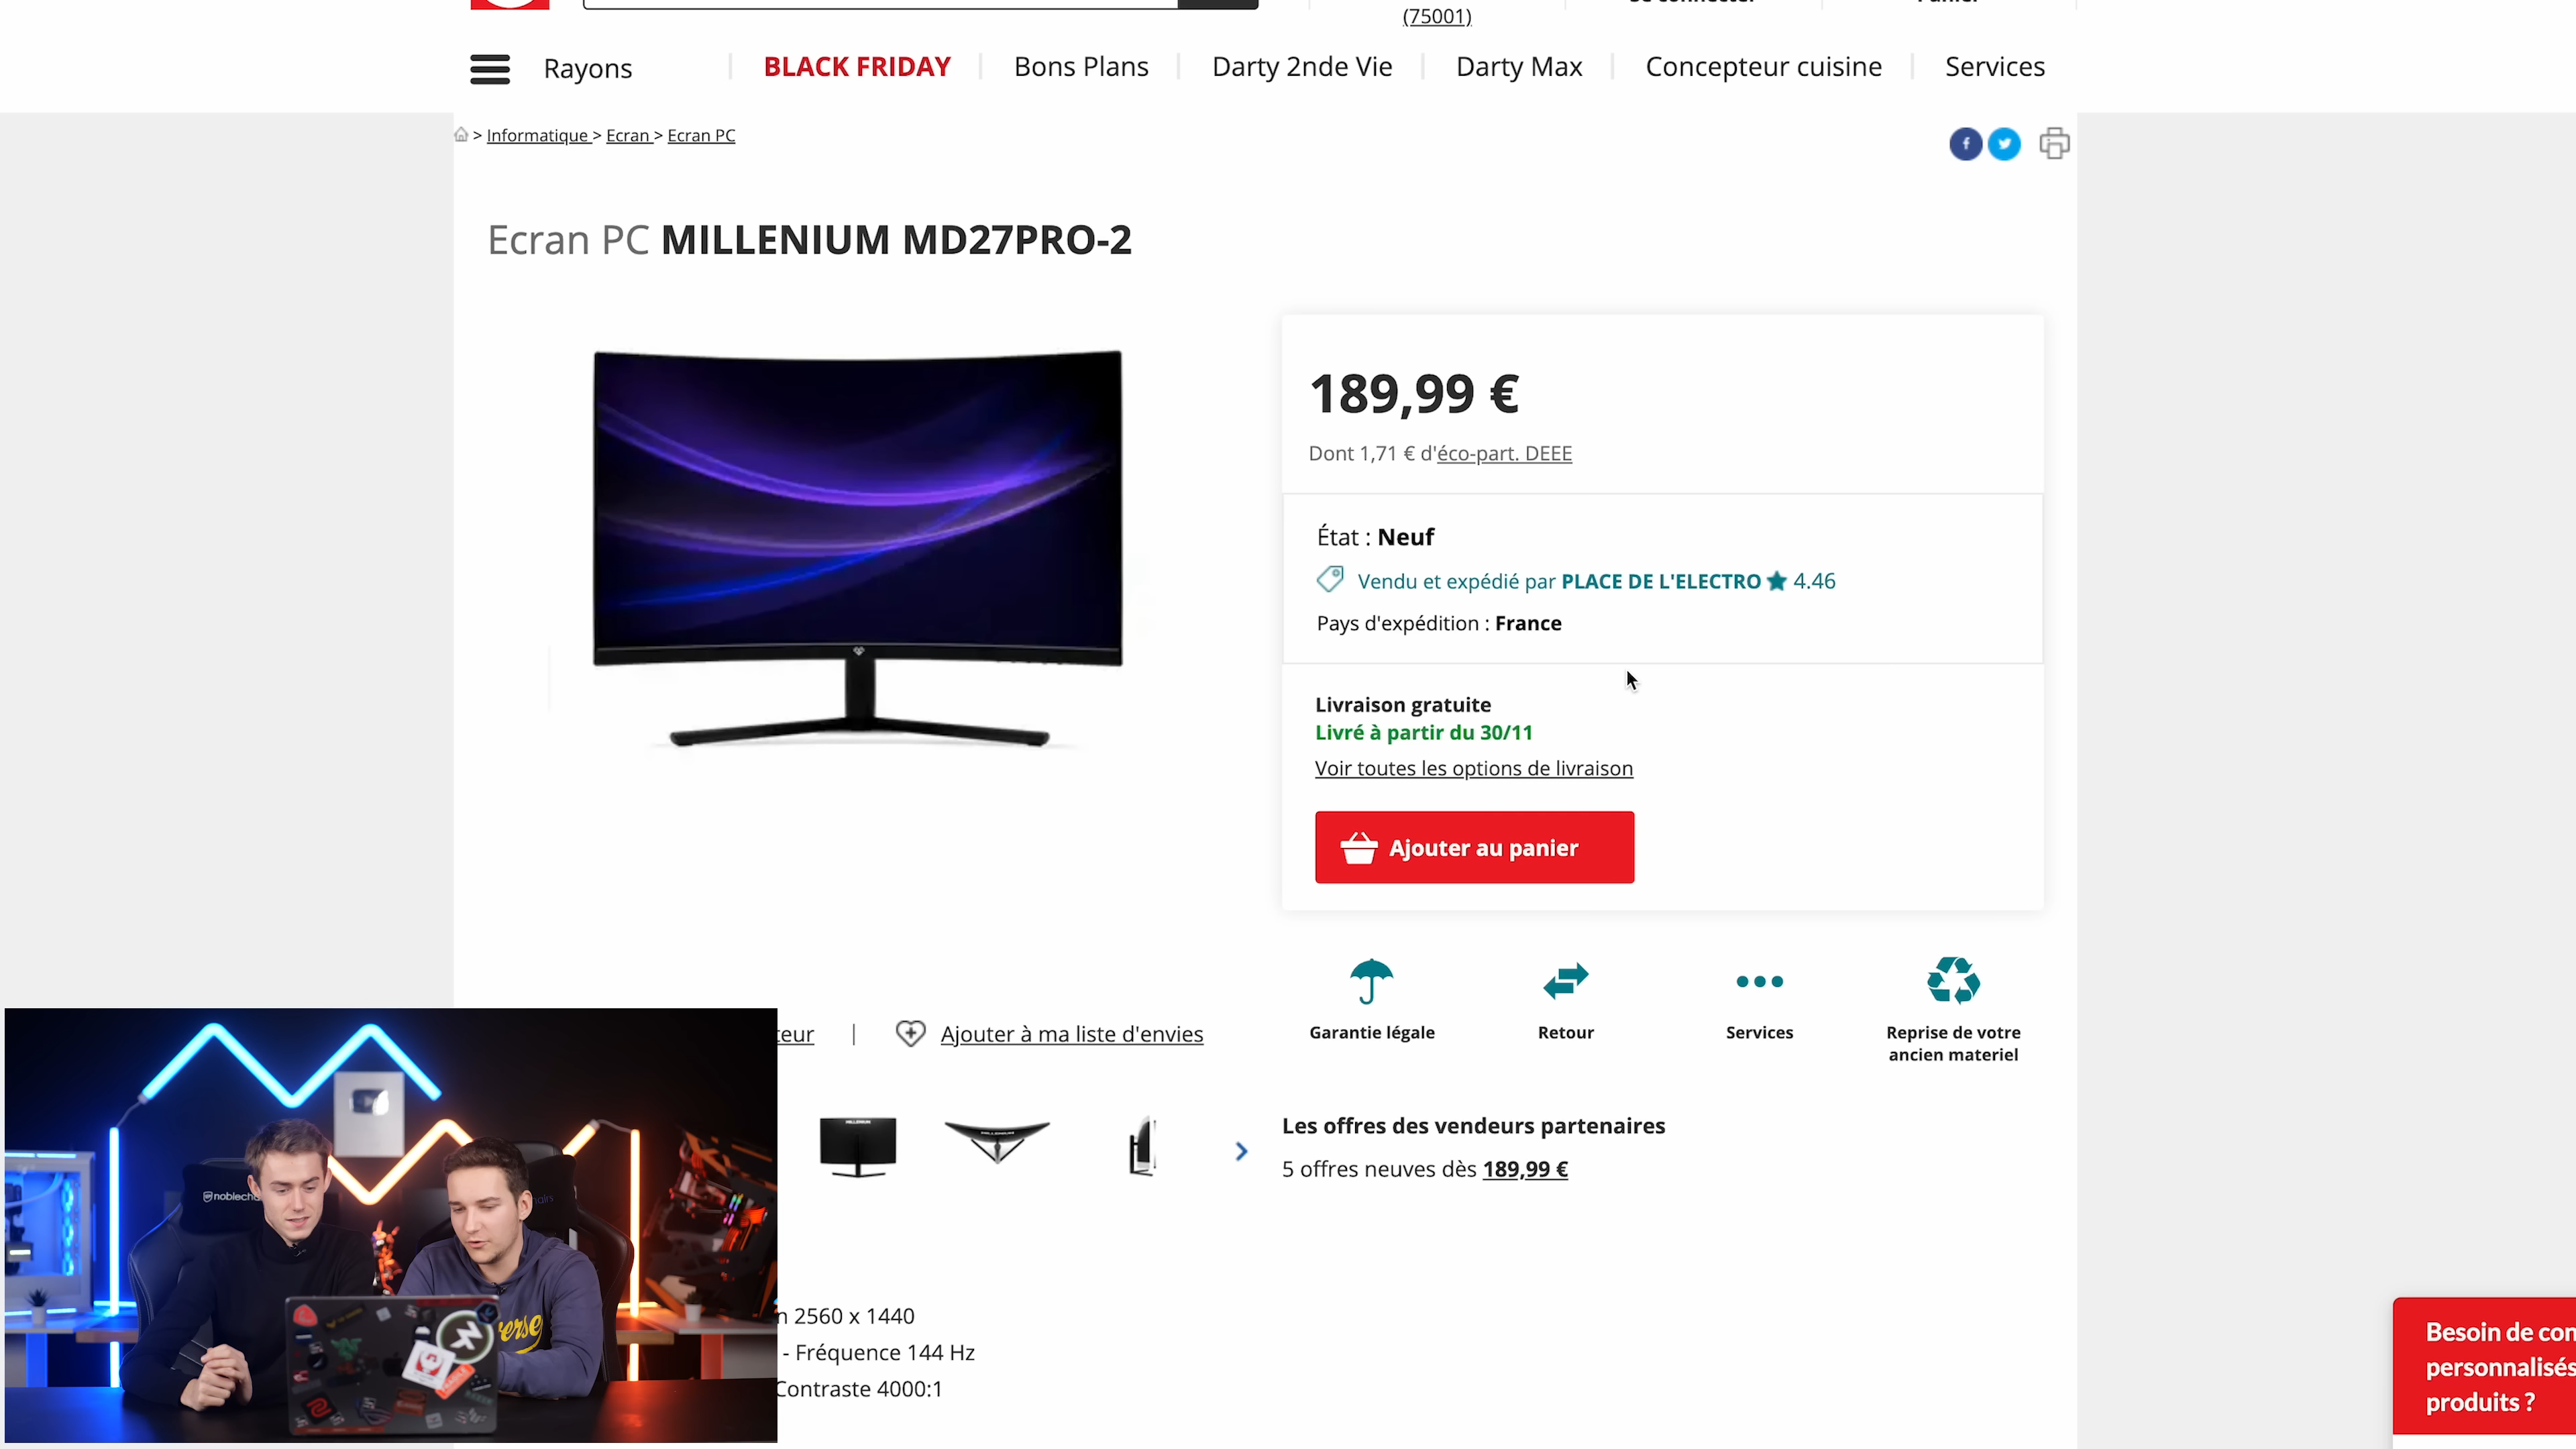 (75001)
Rayons
BLACK FRIDAY
Bons Plans
Darty 2nde Vie
Darty Max
Concepteur cuisine
Services
> Informatique > Ecran > Ecran PC
Ecran PC MILLENIUM MD27PRO-2
189,99 €
Dont 1,71 € d'éco-part. DEEE
État : Neuf
Vendu et expédié par PLACE DE L'ELECTRO ★ 4.46
Pays d'expédition : France
Livraison gratuite
Livré à partir du 30/11
Voir toutes les options de livraison
Ajouter au panier
Garantie légale
Retour
Services
Reprise de votre
ancien materiel
teur | Ajouter à ma liste d'envies
Les offres des vendeurs partenaires
5 offres neuves dès 189,99 €
n 2560 x 1440
- Fréquence 144 Hz
Contraste 4000:1
noblech
erse
Besoin de con
personnalisés
produits ?